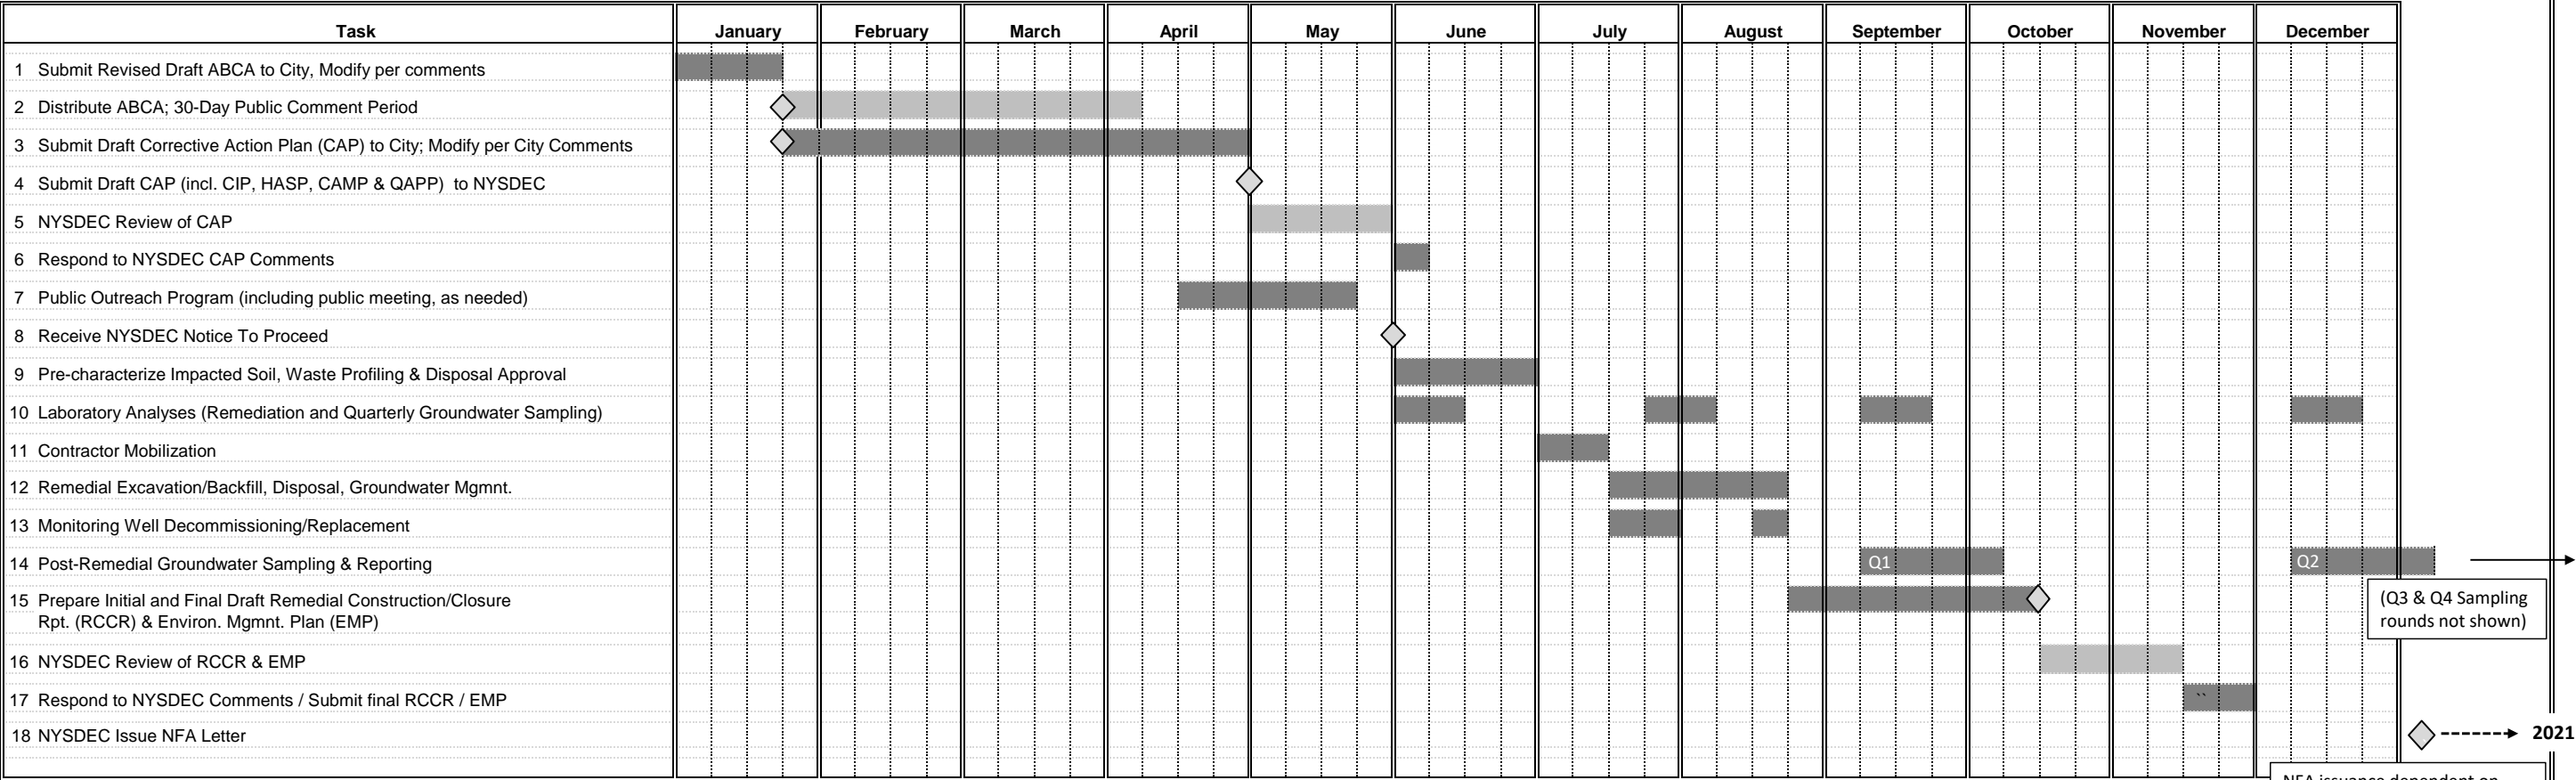 Task January February March April May June July August September October November December
1 Submit Revised Draft ABCA to City, Modify per comments
2 Distribute ABCA; 30-Day Public Comment Period
3 Submit Draft Corrective Action Plan (CAP) to City; Modify per City Comments
4 Submit Draft CAP (incl. CIP, HASP, CAMP & QAPP) to NYSDEC
5 NYSDEC Review of CAP
6 Respond to NYSDEC CAP Comments
7 Public Outreach Program (including public meeting, as needed)
8 Receive NYSDEC Notice To Proceed
9 Pre-characterize Impacted Soil, Waste Profiling & Disposal Approval
10 Laboratory Analyses (Remediation and Quarterly Groundwater Sampling)
11 Contractor Mobilization
12 Remedial Excavation/Backfill, Disposal, Groundwater Mgmnt.
13 Monitoring Well Decommissioning/Replacement
14 Post-Remedial Groundwater Sampling & Reporting Q1 Q2
15 Prepare Initial and Final Draft Remedial Construction/Closure
Rpt. (RCCR) & Environ. Mgmnt. Plan (EMP)
(Q3 & Q4 Sampling
rounds not shown)
16 NYSDEC Review of RCCR & EMP
17 Respond to NYSDEC Comments / Submit final RCCR / EMP ``
18 NYSDEC Issue NFA Letter 2021
NFA issuance dependent on